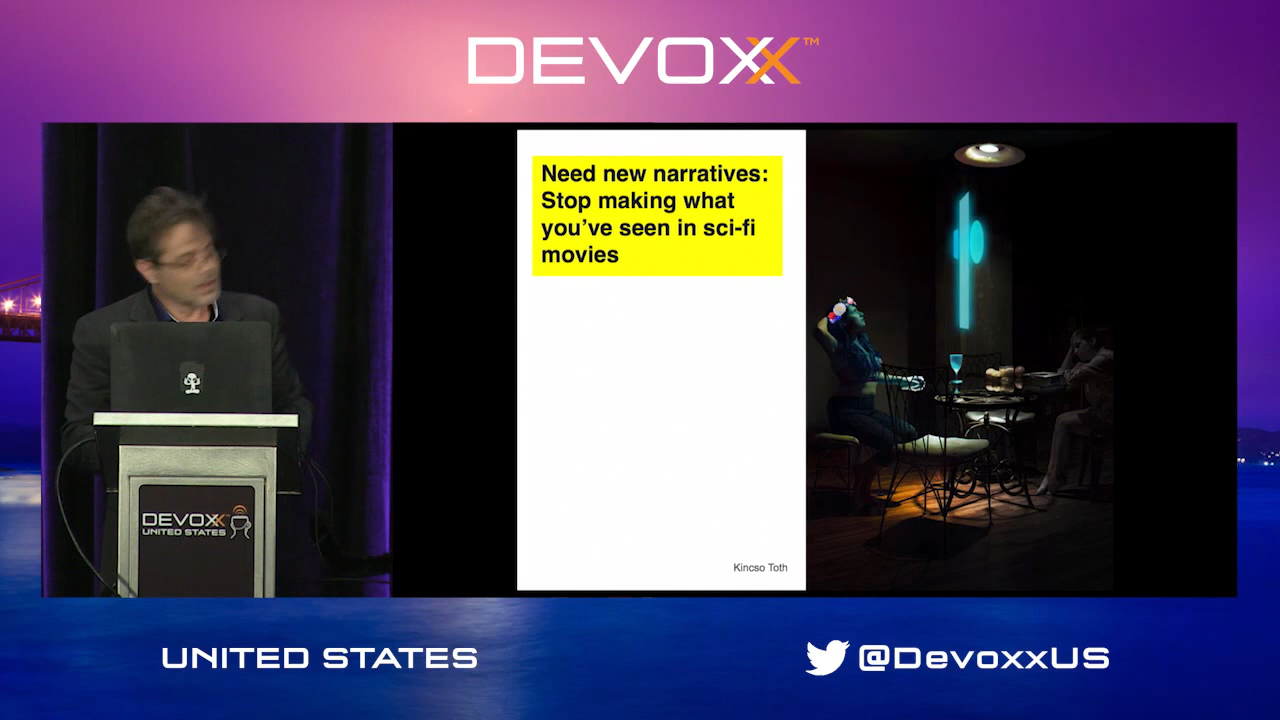 DEVOXX™
Need new narratives:
Stop making what
you've seen in sci-fi
movies
Kincso Toth
DEVOXX™
UNITED STATES
UNITED STATES
@DevoxxUS